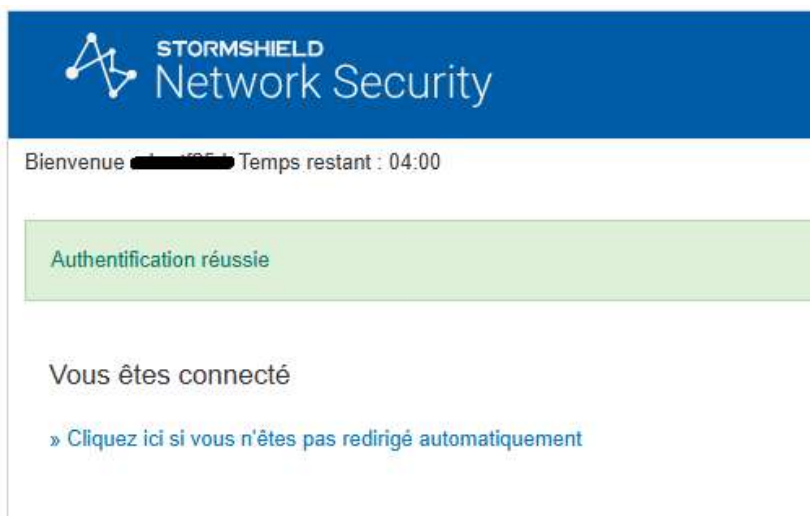 STORMSHIELD
Network Security
Bienvenue Temps restant : 04:00
Authentification réussie
Vous êtes connecté
» Cliquez ici si vous n'êtes pas redirigé automatiquement